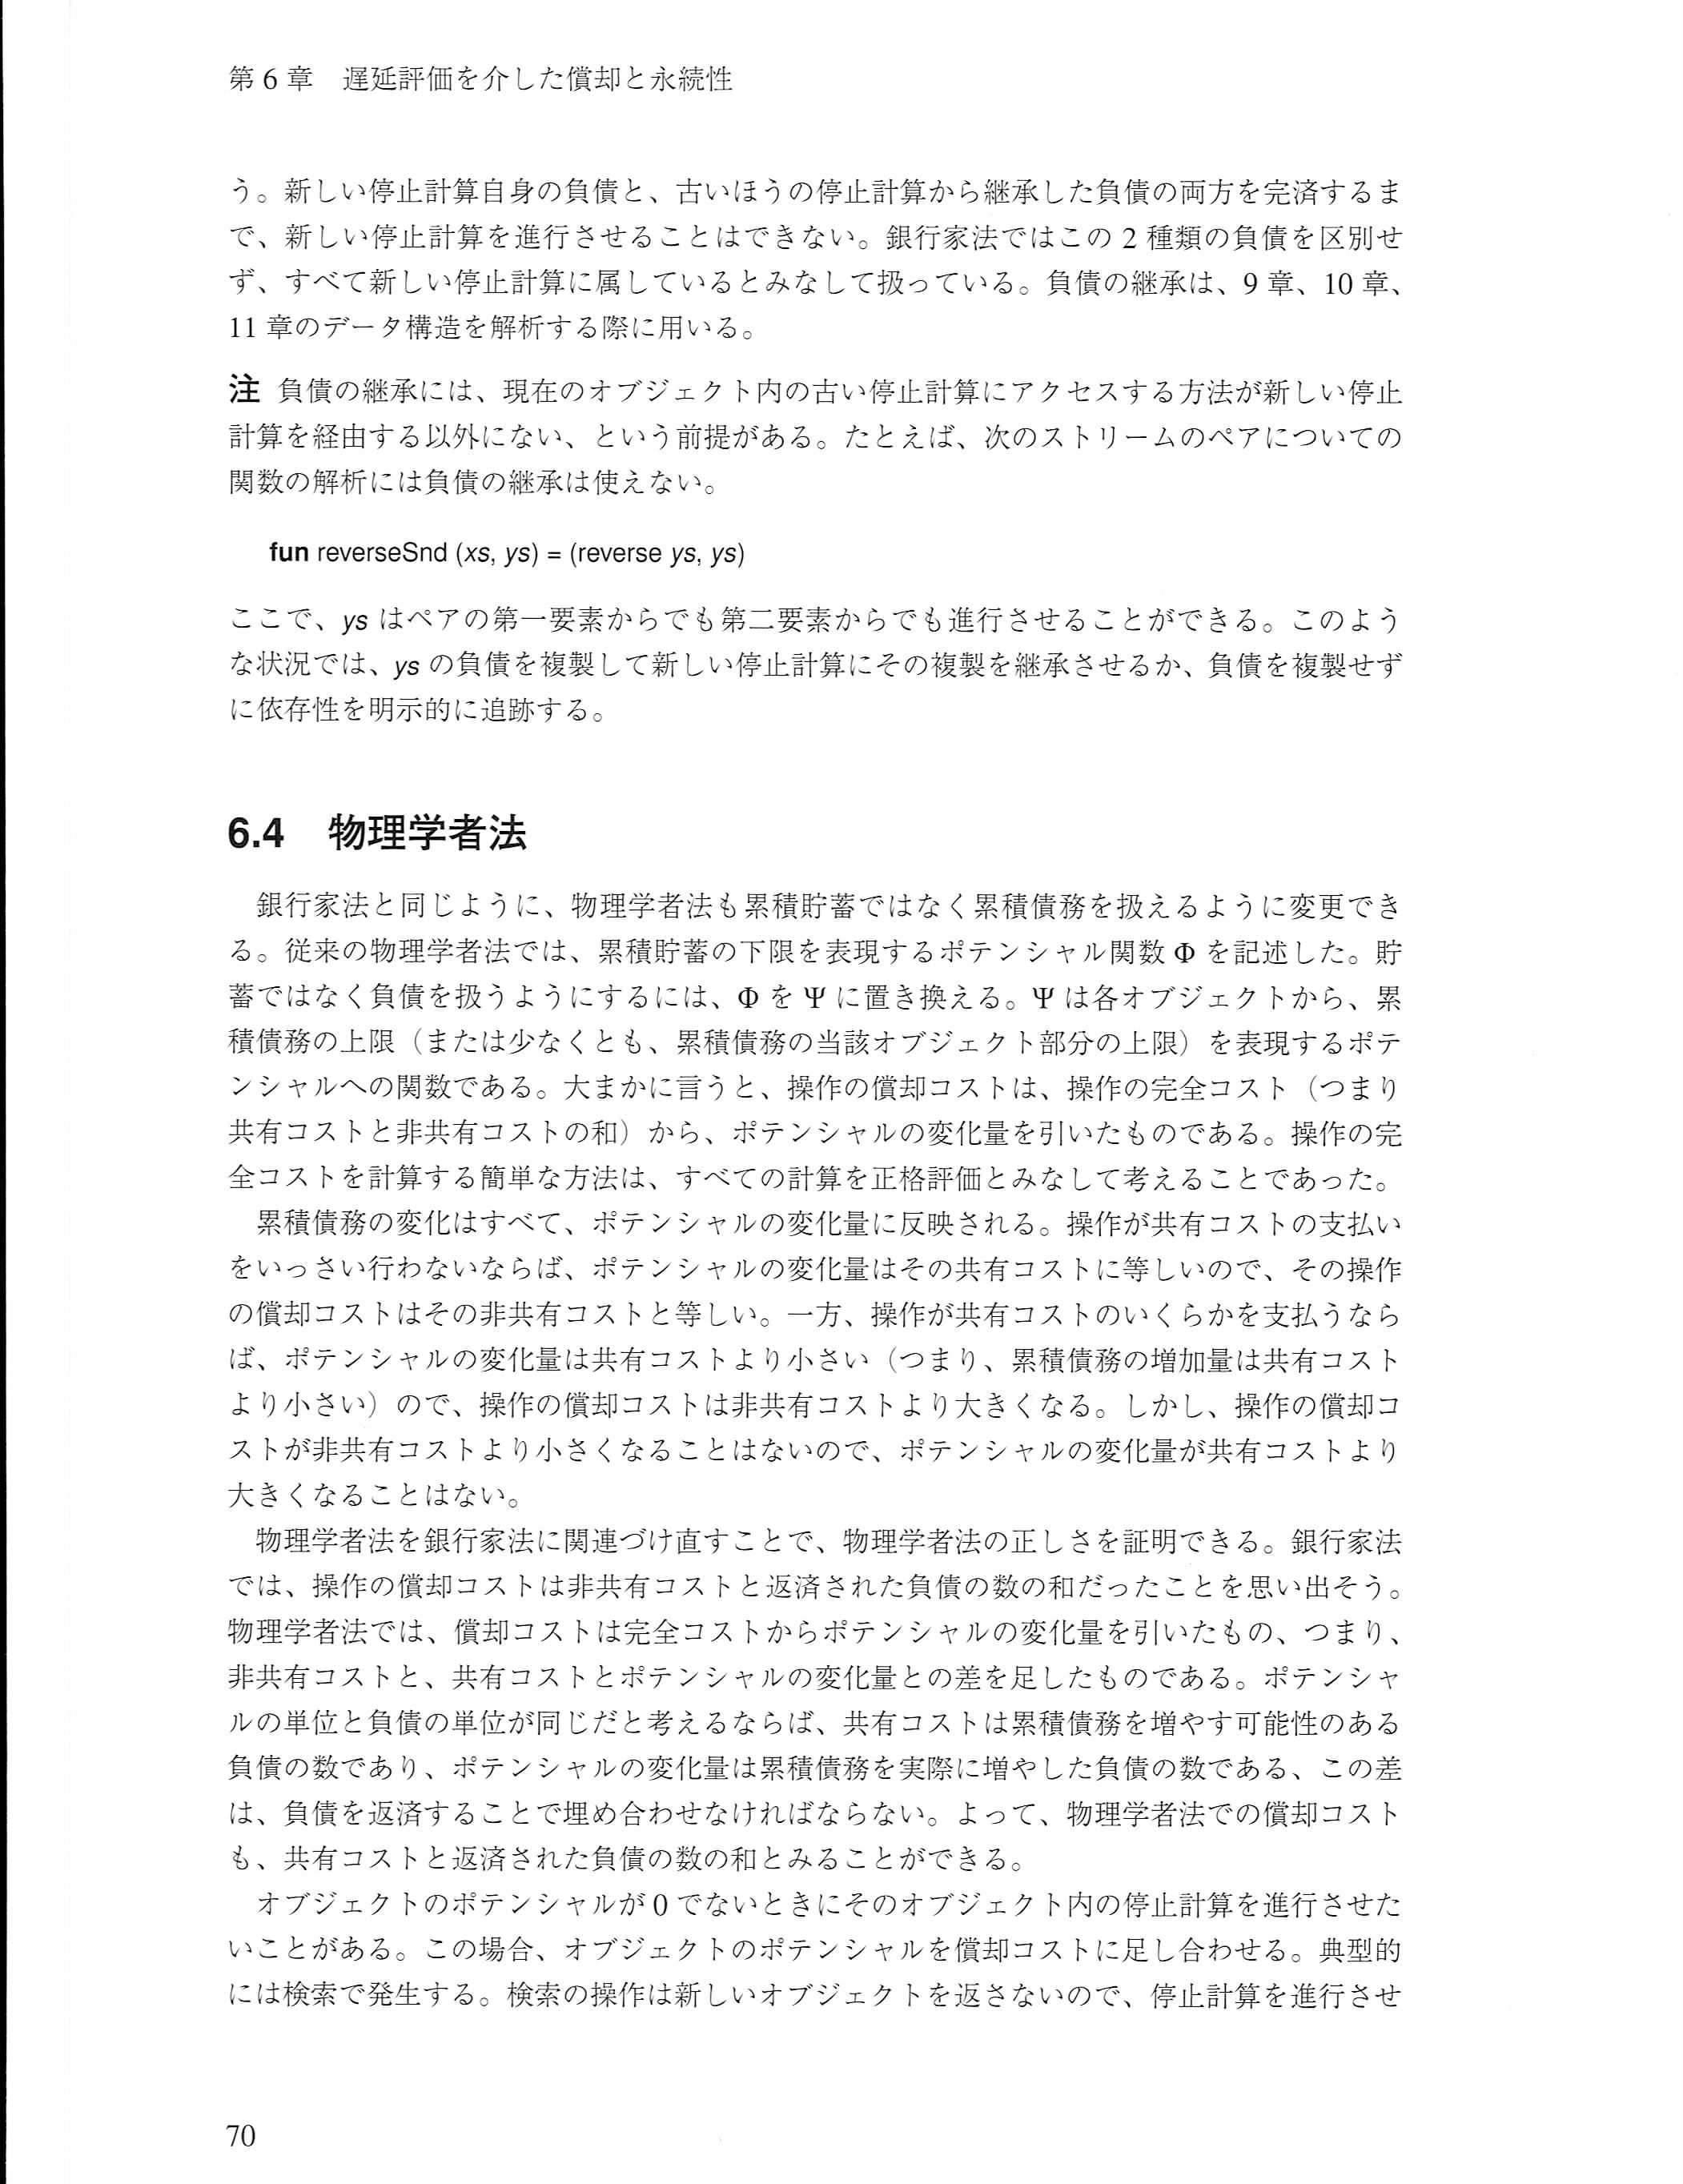 第 6 章　遅延評価を介した償却と永続性
う。新しい停止計算自身の負債と、古いほうの停止計算から継承した負債の両方を完済するま
で、新しい停止計算を進行させることはできない。銀行家法ではこの 2 種類の負債を区別せ
ず、すべて新しい停止計算に属しているとみなして扱っている。負債の継承は、9 章、10 章、
11 章のデータ構造を解析する際に用いる。
注 負債の継承には、現在のオブジェクト内の古い停止計算にアクセスする方法が新しい停止
計算を経由する以外にない、という前提がある。たとえば、次のストリームのペアについての
関数の解析には負債の継承は使えない。
fun reverseSnd (xs, ys) = (reverse ys, ys)
ここで、ys はペアの第一要素からでも第二要素からでも進行させることができる。このよう
な状況では、ys の負債を複製して新しい停止計算にその複製を継承させるか、負債を複製せず
に依存性を明示的に追跡する。
6.4　物理学者法
銀行家法と同じように、物理学者法も累積貯蓄ではなく累積債務を扱えるように変更でき
る。従来の物理学者法では、累積貯蓄の下限を表現するポテンシャル関数 Φ を記述した。貯
蓄ではなく負債を扱うようにするには、Φ を Ψ に置き換える。Ψ は各オブジェクトから、累
積債務の上限（または少なくとも、累積債務の当該オブジェクト部分の上限）を表現するポテ
ンシャルへの関数である。大まかに言うと、操作の償却コストは、操作の完全コスト（つまり
共有コストと非共有コストの和）から、ポテンシャルの変化量を引いたものである。操作の完
全コストを計算する簡単な方法は、すべての計算を正格評価とみなして考えることであった。
累積債務の変化はすべて、ポテンシャルの変化量に反映される。操作が共有コストの支払い
をいっさい行わないならば、ポテンシャルの変化量はその共有コストに等しいので、その操作
の償却コストはその非共有コストと等しい。一方、操作が共有コストのいくらかを支払うなら
ば、ポテンシャルの変化量は共有コストより小さい（つまり、累積債務の増加量は共有コスト
より小さい）ので、操作の償却コストは非共有コストより大きくなる。しかし、操作の償却コ
ストが非共有コストより小さくなることはないので、ポテンシャルの変化量が共有コストより
大きくなることはない。
物理学者法を銀行家法に関連づけ直すことで、物理学者法の正しさを証明できる。銀行家法
では、操作の償却コストは非共有コストと返済された負債の数の和だったことを思い出そう。
物理学者法では、償却コストは完全コストからポテンシャルの変化量を引いたもの、つまり、
非共有コストと、共有コストとポテンシャルの変化量との差を足したものである。ポテンシャ
ルの単位と負債の単位が同じだと考えるならば、共有コストは累積債務を増やす可能性のある
負債の数であり、ポテンシャルの変化量は累積債務を実際に増やした負債の数である、この差
は、負債を返済することで埋め合わせなければならない。よって、物理学者法での償却コスト
も、共有コストと返済された負債の数の和とみることができる。
オブジェクトのポテンシャルが 0 でないときにそのオブジェクト内の停止計算を進行させた
いことがある。この場合、オブジェクトのポテンシャルを償却コストに足し合わせる。典型的
には検索で発生する。検索の操作は新しいオブジェクトを返さないので、停止計算を進行させ
70